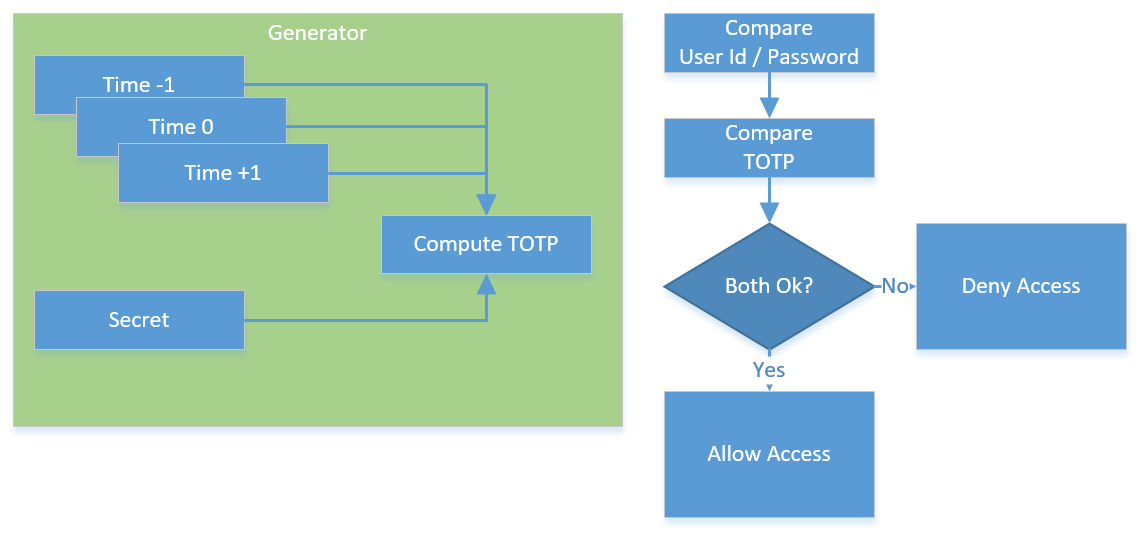 Generator
Time -1
Time 0
Time +1
Compute TOTP
Secret
Compare
User Id / Password
Compare
TOTP
Both Ok?
No
Deny Access
Yes
Allow Access